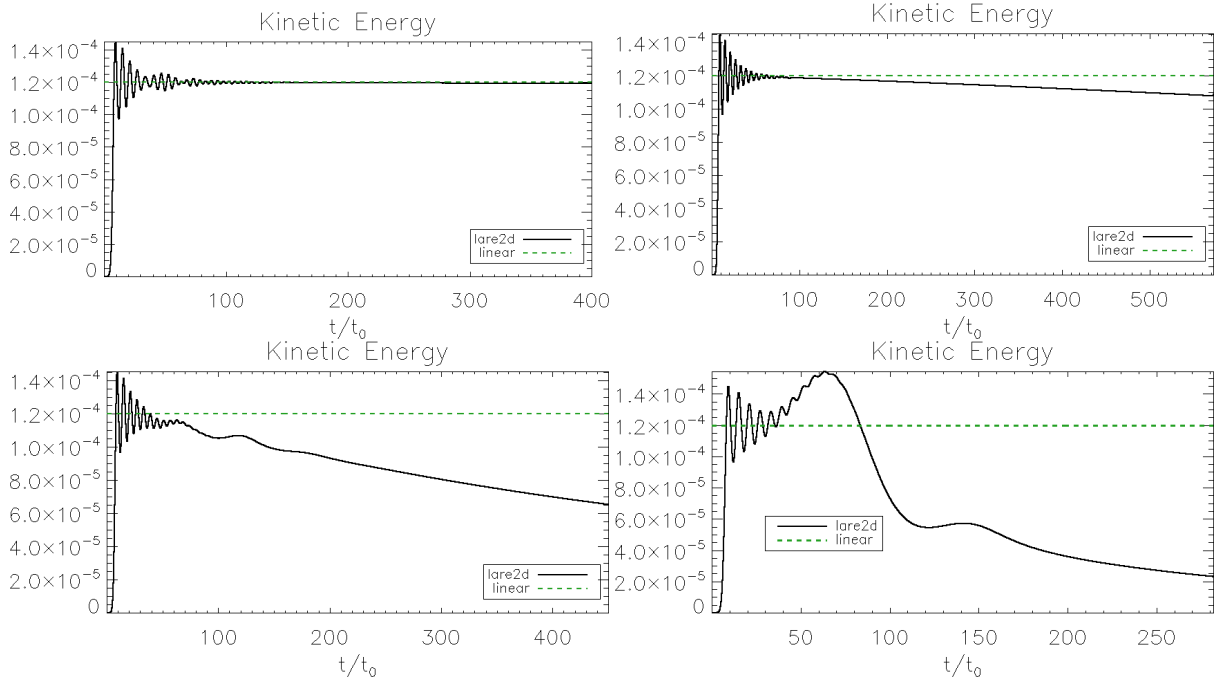 Kinetic Energy
1.4×10⁻⁴
1.2×10⁻⁴
1.0×10⁻⁴
8.0×10⁻⁵
6.0×10⁻⁵
4.0×10⁻⁵
2.0×10⁻⁵
0
lare2d
linear
100 200 300 400
t/t₀
Kinetic Energy
1.4×10⁻⁴
1.2×10⁻⁴
1.0×10⁻⁴
8.0×10⁻⁵
6.0×10⁻⁵
4.0×10⁻⁵
2.0×10⁻⁵
0
lare2d
linear
100 200 300 400 500
t/t₀
Kinetic Energy
1.4×10⁻⁴
1.2×10⁻⁴
1.0×10⁻⁴
8.0×10⁻⁵
6.0×10⁻⁵
4.0×10⁻⁵
2.0×10⁻⁵
0
lare2d
linear
100 200 300 400
t/t₀
Kinetic Energy
1.4×10⁻⁴
1.2×10⁻⁴
1.0×10⁻⁴
8.0×10⁻⁵
6.0×10⁻⁵
4.0×10⁻⁵
2.0×10⁻⁵
0
lare2d
linear
50 100 150 200 250
t/t₀